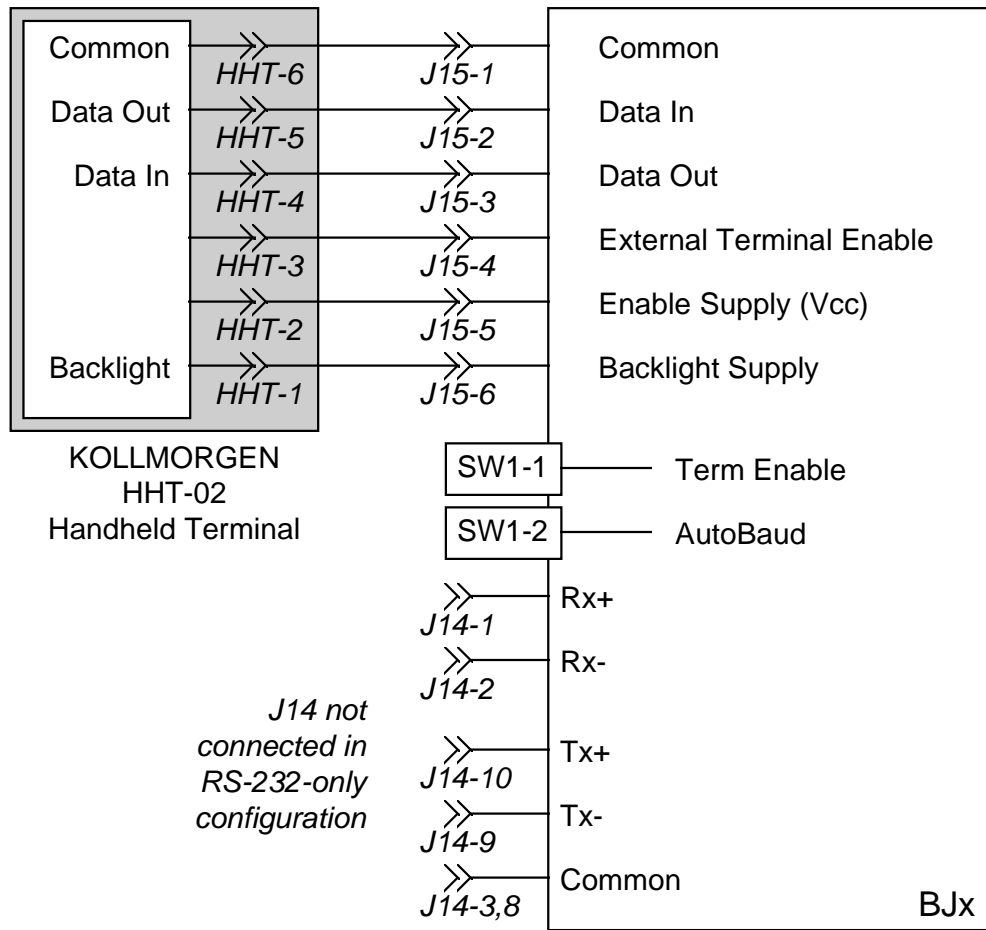 Common
HHT-6
J15-1
Common
Data Out
HHT-5
J15-2
Data In
Data In
HHT-4
J15-3
Data Out
HHT-3
J15-4
External Terminal Enable
HHT-2
J15-5
Enable Supply (Vcc)
Backlight
HHT-1
J15-6
Backlight Supply
KOLLMORGEN
HHT-02
Handheld Terminal
SW1-1
Term Enable
SW1-2
AutoBaud
J14-1
Rx+
J14-2
Rx-
J14 not
connected in
RS-232-only
configuration
J14-10
Tx+
J14-9
Tx-
J14-3,8
Common
BJx